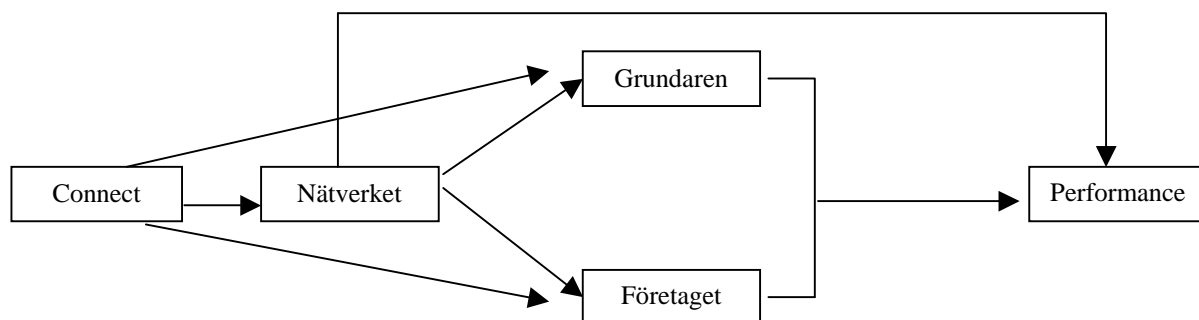 Grundaren
Connect
Nätverket
Performance
Företaget